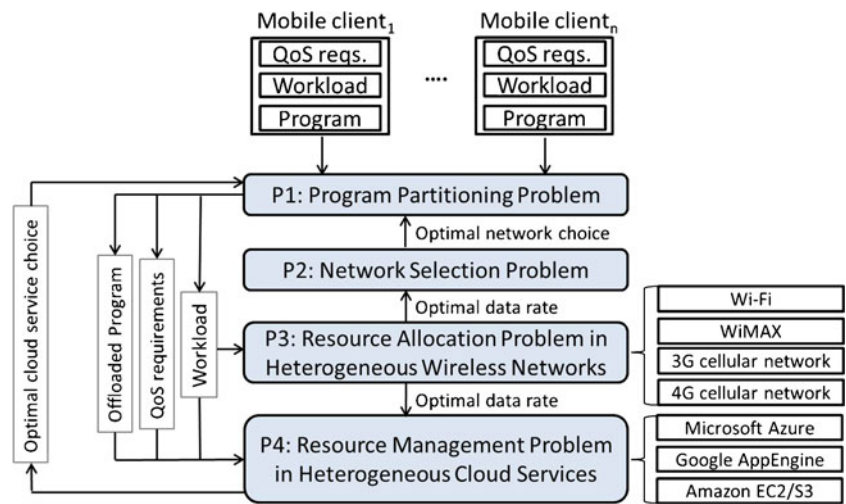 Mobile client1
Mobile clientn
QoS reqs.
Workload
Program
....
QoS reqs.
Workload
Program
P1: Program Partitioning Problem
Optimal network choice
P2: Network Selection Problem
Optimal data rate
P3: Resource Allocation Problem in
Heterogeneous Wireless Networks
Optimal data rate
P4: Resource Management Problem
in Heterogeneous Cloud Services
Optimal cloud service choice
Offloaded Program
QoS requirements
Workload
Wi-Fi
WiMAX
3G cellular network
4G cellular network
Microsoft Azure
Google AppEngine
Amazon EC2/S3